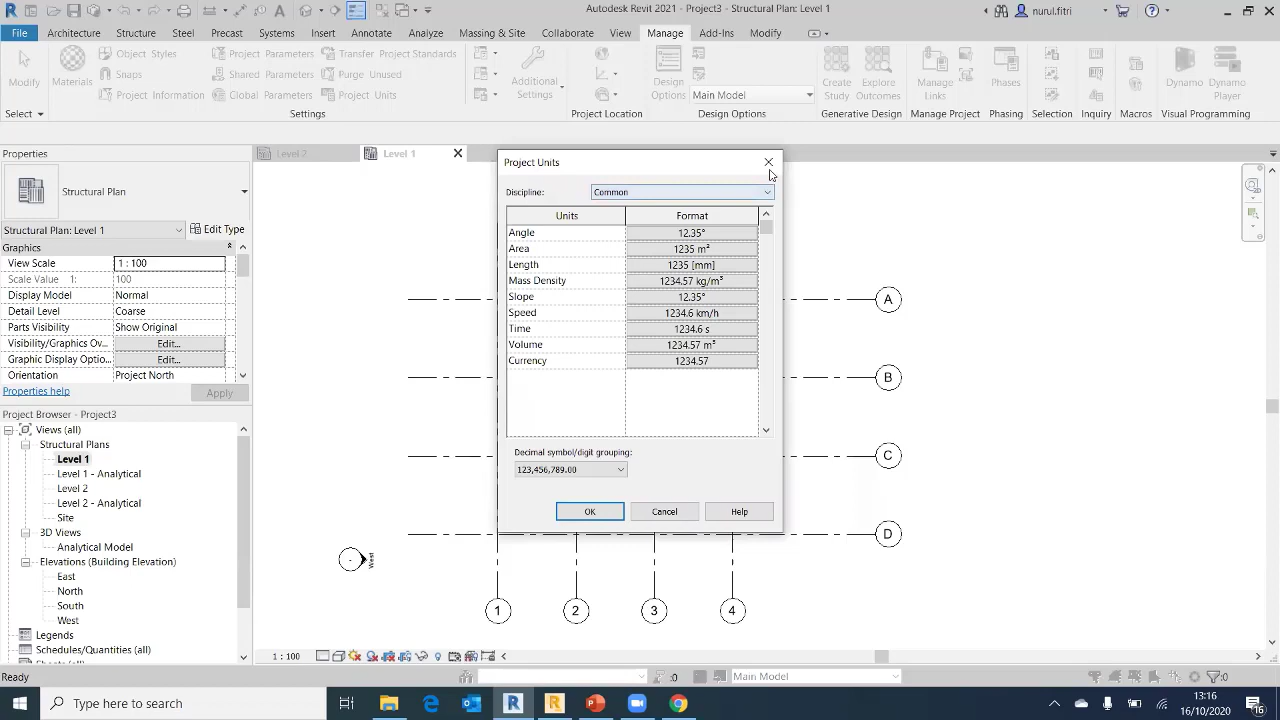 Autodesk Revit 2021 - Project3 - Structural Plan: Level 1
nurul.fitri
File Architecture Structure Steel Precast Systems Insert Annotate Analyze Massing & Site Collaborate View Manage Add-Ins Modify
Modify
Materials
Object Styles
Snaps
Project Information
Project Parameters
Shared Parameters
Global Parameters
Transfer Project Standards
Purge Unused
Project Units
Additional Settings
Design Options
Main Model
Create Study
Explore Outcomes
Manage Links
Phases
Dynamo
Dynamo Player
Select Settings Project Location Design Options Generative Design Manage Project Phasing Selection Inquiry Macros Visual Programming
Properties
Level 2
Level 1
Structural Plan
Structural Plan: Level 1
Edit Type
Graphics
View Scale 1 : 100
Scale Value 1: 100
Display Model Normal
Detail Level Coarse
Parts Visibility Show Original
Visibility/Graphics Ov... Edit...
Graphic Display Optio... Edit...
Orientation Project North
Properties help Apply
Project Browser - Project3
Views (all)
Structural Plans
Level 1
Level 1 - Analytical
Level 2
Level 2 - Analytical
Site
3D Views
Analytical Model
Elevations (Building Elevation)
East
North
South
West
Legends
Schedules/Quantities (all)
Project Units
Discipline: Common
Units Format
Angle 12.35°
Area 1235 m²
Length 1235 [mm]
Mass Density 1234.57 kg/m³
Slope 12.35°
Speed 1234.6 km/h
Time 1234.6 s
Volume 1234.57 m³
Currency 1234.57
Decimal symbol/digit grouping:
123,456,789.00
OK Cancel Help
A
B
C
D
West
1 2 3 4
1 : 100
Ready
:0
Main Model
:0
Type here to search
13:16
16/10/2020
16